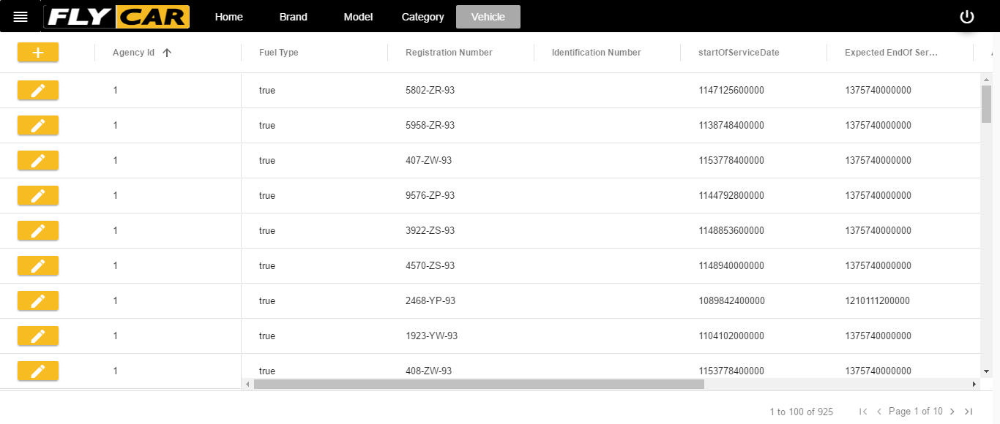 FLY CAR Home Brand Model Category Vehicle
Agency Id Fuel Type Registration Number Identification Number startOfServiceDate Expected EndOf Ser...
1 true 5802-ZR-93 1147125600000 1375740000000
1 true 5958-ZR-93 1138748400000 1375740000000
1 true 407-ZW-93 1153778400000 1375740000000
1 true 9576-ZP-93 1144792800000 1375740000000
1 true 3922-ZS-93 1148853600000 1375740000000
1 true 4570-ZS-93 1148940000000 1375740000000
1 true 2468-YP-93 1089842400000 1210111200000
1 true 1923-YW-93 1104102000000 1375740000000
1 true 408-ZW-93 1153778400000 1375740000000
1 to 100 of 925 Page 1 of 10